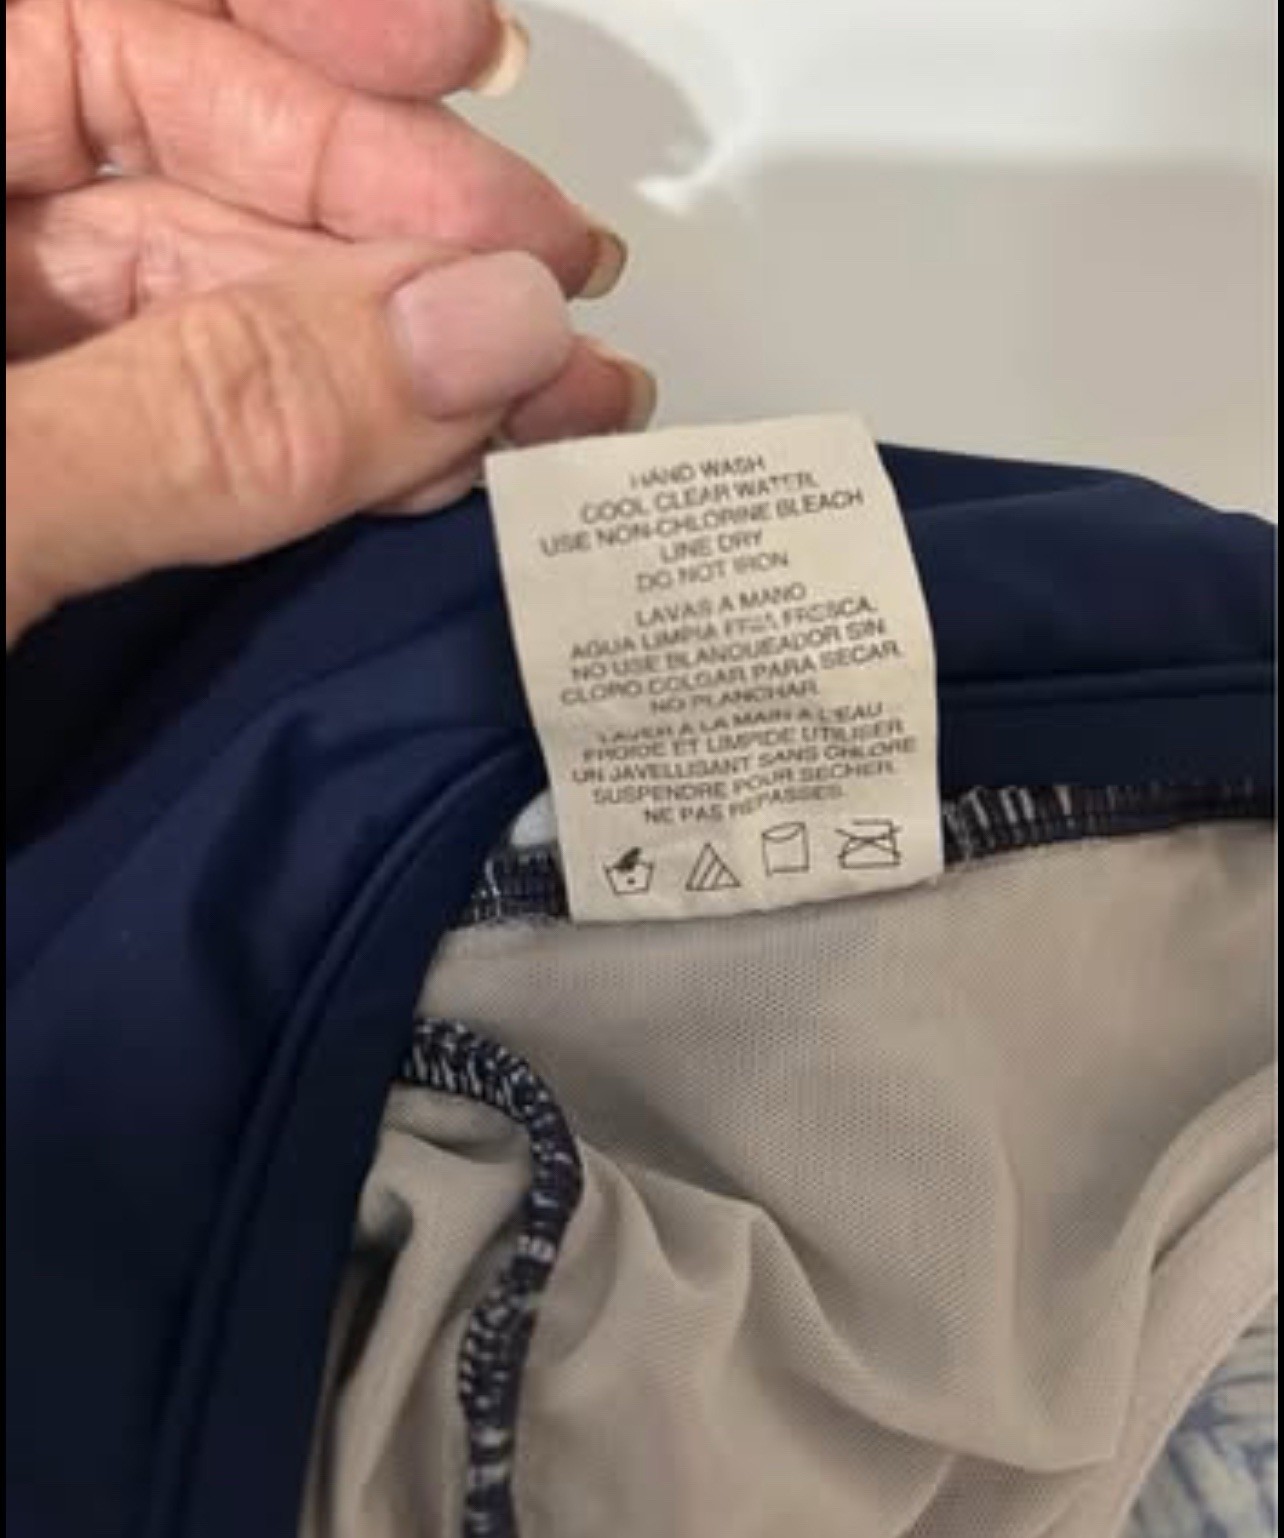 HAND WASH
COOL CLEAR WATER.
USE NON-CHLORINE BLEACH
LINE DRY
DO NOT IRON
LAVAR A MANO
AGUA LIMPIA FRESCA.
NO USE BLANQUEADOR SIN
CLORO.COLGAR PARA SECAR.
NO PLANCHAR.
LAVER A LA MAIN A L'EAU
FROIDE ET LIMPIDE UTILISER
UN JAVELLISANT SANS CHLORE
SUSPENDRE POUR SECHER.
NE PAS REPASSES.